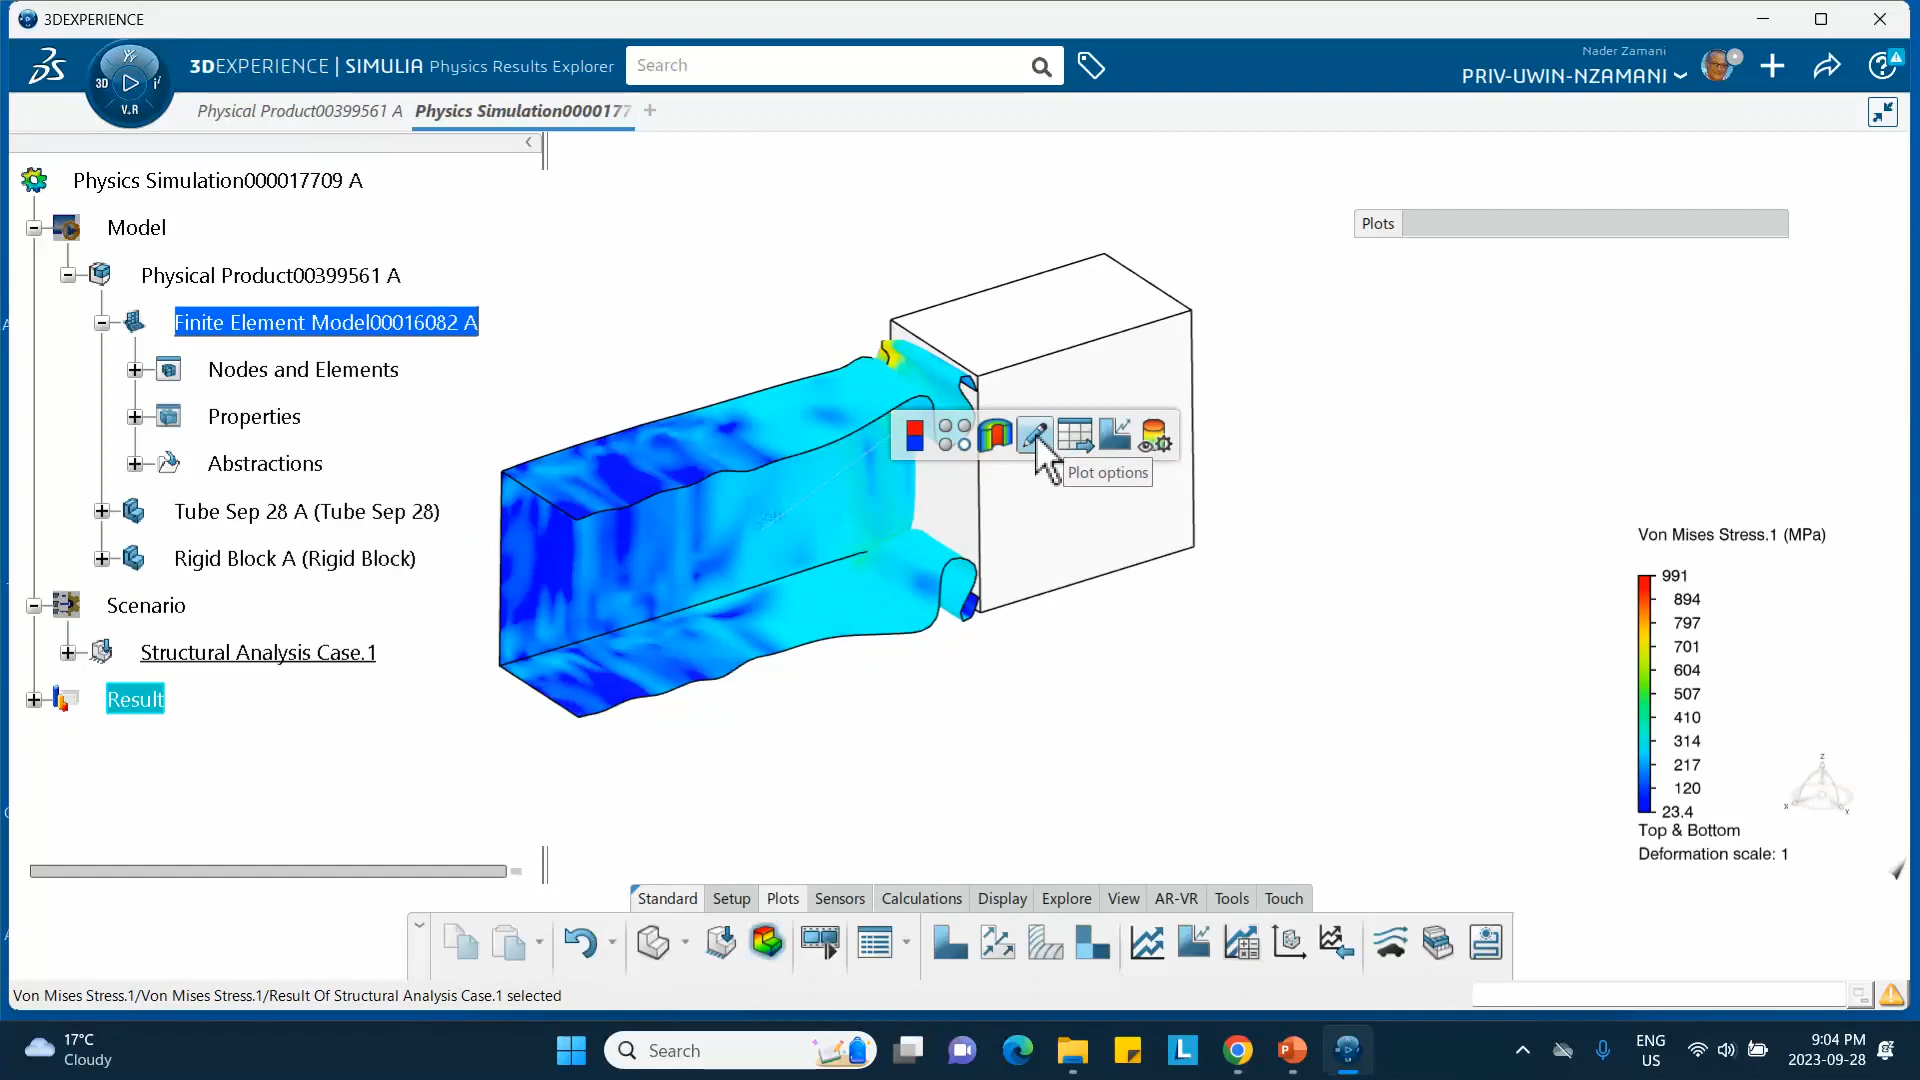 3DEXPERIENCE
3DEXPERIENCE | SIMULIA Physics Results Explorer
Search
Nader Zamani
PRIV-UWIN-NZAMANI
3D
V.R
Physical Product00399561 A
Physics Simulation0000177
Physics Simulation000017709 A
Model
Physical Product00399561 A
Finite Element Model00016082 A
Nodes and Elements
Properties
Abstractions
Tube Sep 28 A (Tube Sep 28)
Rigid Block A (Rigid Block)
Scenario
Structural Analysis Case.1
Result
Plots
Plot options
Von Mises Stress.1 (MPa)
991
894
797
701
604
507
410
314
217
120
23.4
Top & Bottom
Deformation scale: 1
Z
X
Y
Standard
Setup
Plots
Sensors
Calculations
Display
Explore
View
AR-VR
Tools
Touch
Von Mises Stress.1/Von Mises Stress.1/Result Of Structural Analysis Case.1 selected
17°C
Cloudy
Search
ENG
US
9:04 PM
2023-09-28